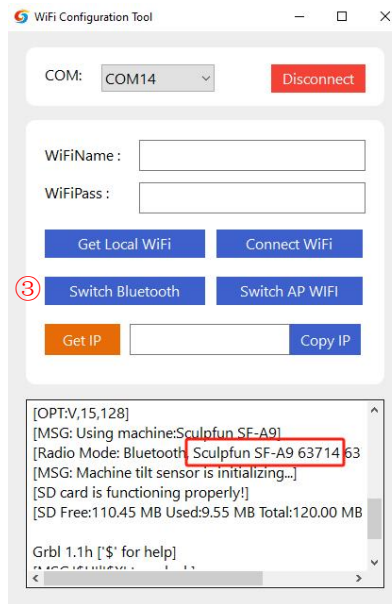 WiFi Configuration Tool
COM: COM14 Disconnect
WiFiName :
WiFiPass :
Get Local WiFi Connect WiFi
③ Switch Bluetooth Switch AP WIFI
Get IP Copy IP
[OPT:V,15,128]
[MSG: Using machine:Sculpfun SF-A9]
[Radio Mode: Bluetooth, Sculpfun SF-A9 63714 63
[MSG: Machine tilt sensor is initializing...]
[SD card is functioning properly!]
[SD Free:110.45 MB Used:9.55 MB Total:120.00 MB
Grbl 1.1h ['$' for help]